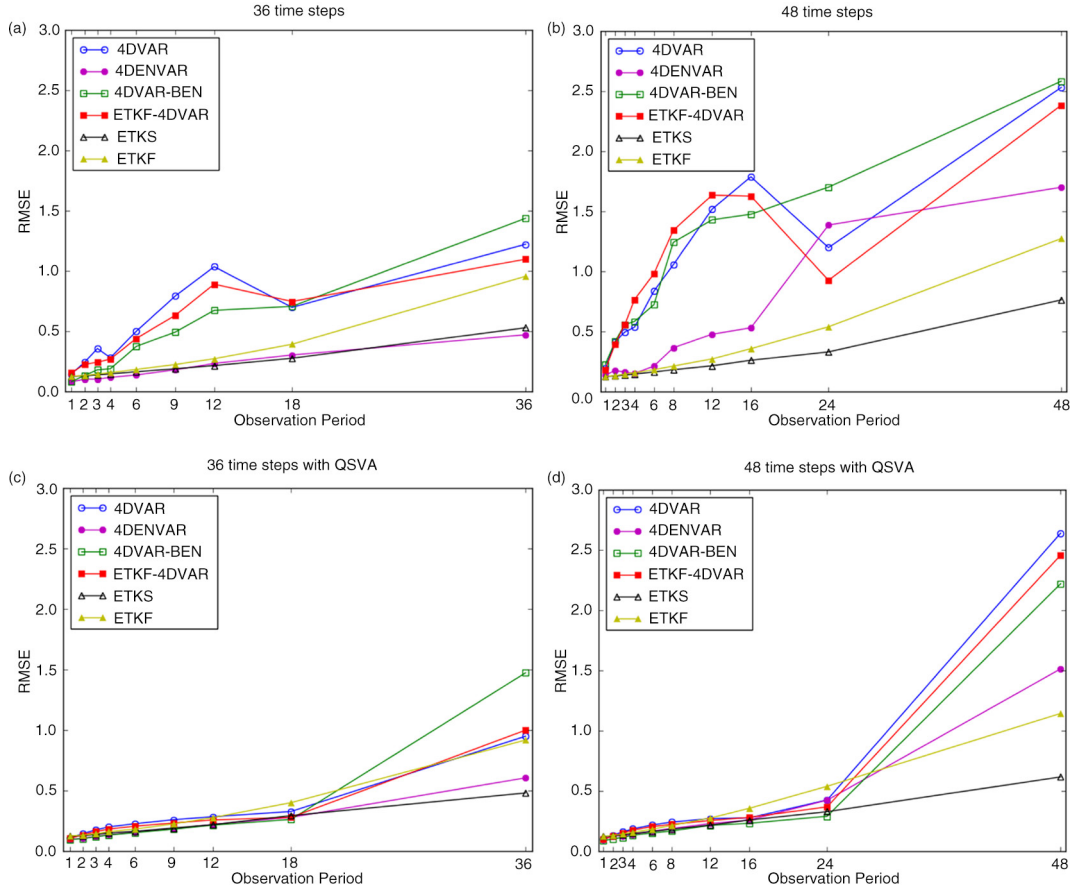 36 time steps
(a)
3.0
2.5
2.0
1.5
1.0
0.5
0.0
RMSE
4DVAR
4DENVAR
4DVAR-BEN
ETKF-4DVAR
ETKS
ETKF
1 2 3 4 6 9 12 18 36
Observation Period
48 time steps
(b)
3.0
2.5
2.0
1.5
1.0
0.5
0.0
RMSE
4DVAR
4DENVAR
4DVAR-BEN
ETKF-4DVAR
ETKS
ETKF
1 2 3 4 6 8 12 16 24 48
Observation Period
36 time steps with QSVA
(c)
3.0
2.5
2.0
1.5
1.0
0.5
0.0
RMSE
4DVAR
4DENVAR
4DVAR-BEN
ETKF-4DVAR
ETKS
ETKF
1 2 3 4 6 9 12 18 36
Observation Period
48 time steps with QSVA
(d)
3.0
2.5
2.0
1.5
1.0
0.5
0.0
RMSE
4DVAR
4DENVAR
4DVAR-BEN
ETKF-4DVAR
ETKS
ETKF
1 2 3 4 6 8 12 16 24 48
Observation Period